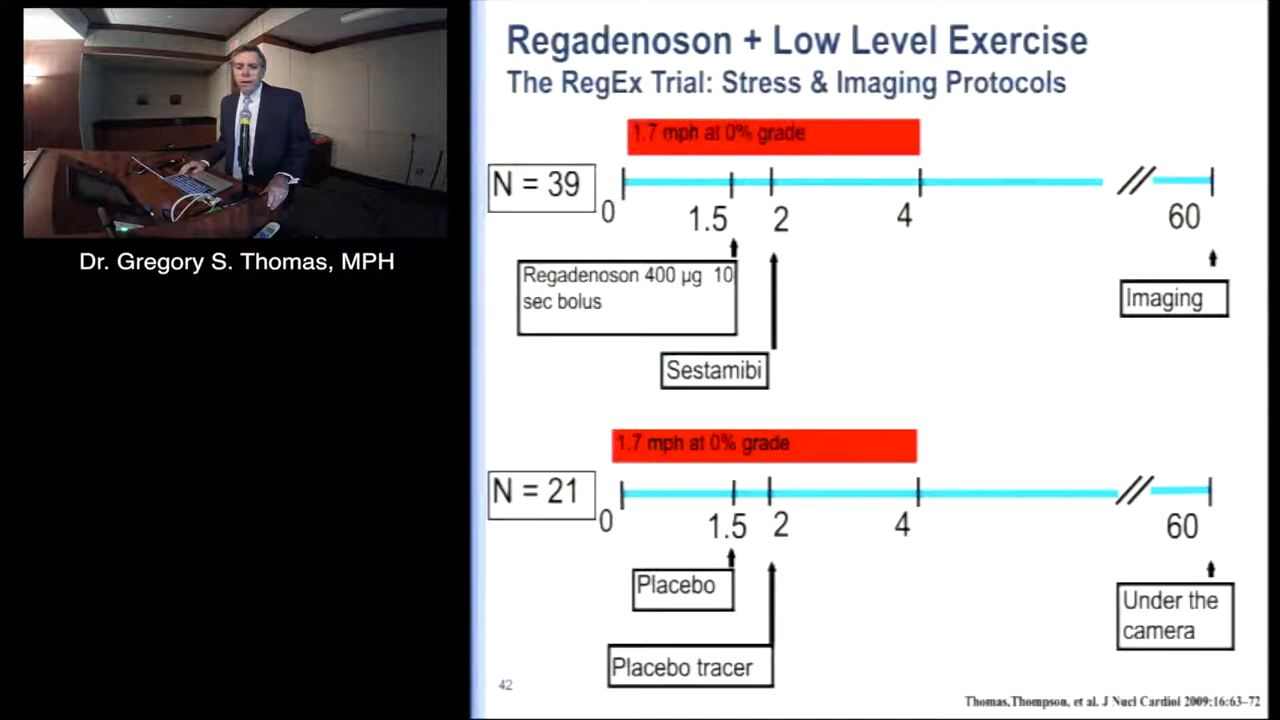 Dr. Gregory S. Thomas, MPH
Regadenoson + Low Level Exercise
The RegEx Trial: Stress & Imaging Protocols
1.7 mph at 0% grade
N = 39
0
1.5
2
4
60
Regadenoson 400 µg 10
sec bolus
Imaging
Sestamibi
1.7 mph at 0% grade
N = 21
0
1.5
2
4
60
Placebo
Under the
camera
Placebo tracer
42
Thomas,Thompson, et al. J Nucl Cardiol 2009:16:63–72